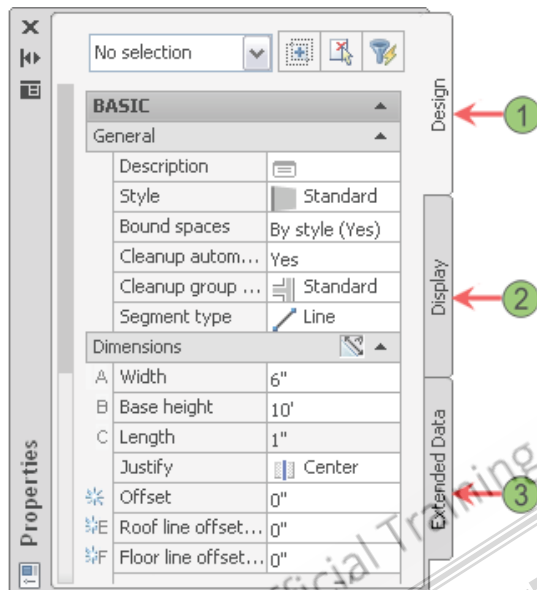 No selection
BASIC
General
Description
Style Standard
Bound spaces By style (Yes)
Cleanup autom... Yes
Cleanup group ... Standard
Segment type Line
Dimensions
A Width 6"
B Base height 10'
C Length 1"
Justify Center
Offset 0"
E Roof line offset... 0"
F Floor line offset... 0"
Properties
Design
1
Display
2
Extended Data
3
Training